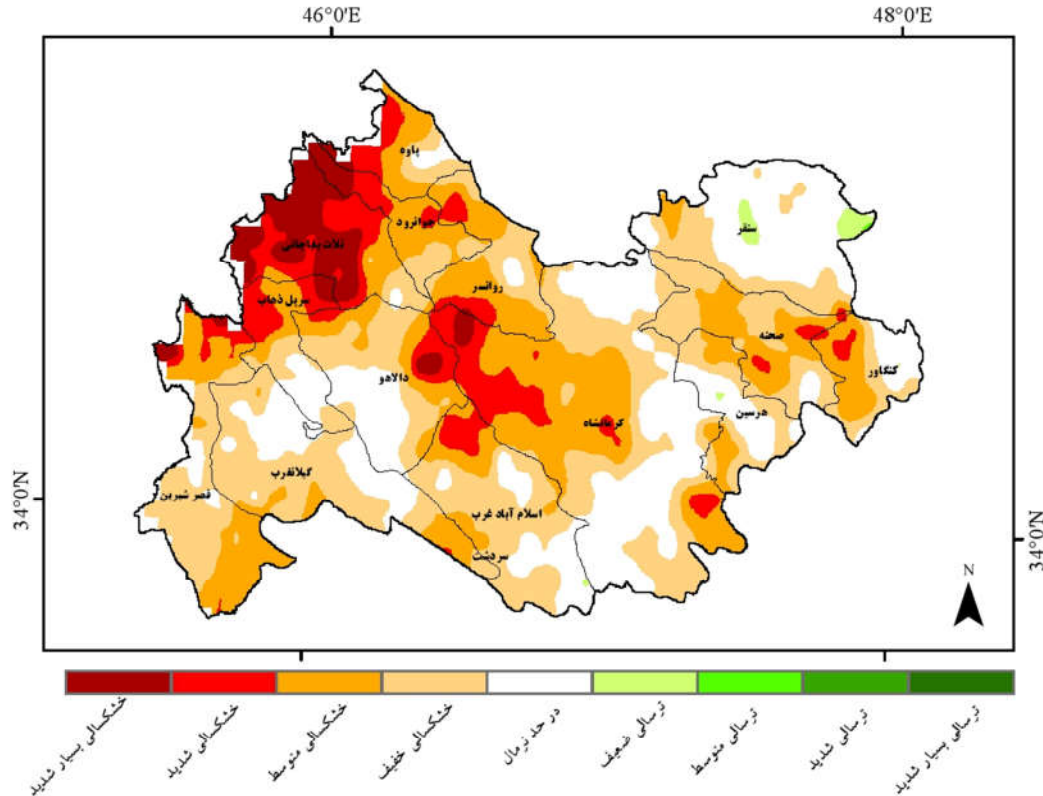 46°0'E
48°0'E
پاوه
جوانرود
ثلاث باباجانی
سنقر
روانسر
سرپل ذهاب
صحنه
کنگاور
دالاهو
هرسین
کرمانشاه
گیلانغرب
قصر شیرین
34°0'N
اسلام آباد غرب
سردشت
34°0'N
N
خشکسالی بسیار شدید
خشکسالی شدید
خشکسالی متوسط
خشکسالی خفیف
در حد نرمال
ترسالی ضعیف
ترسالی متوسط
ترسالی شدید
ترسالی بسیار شدید